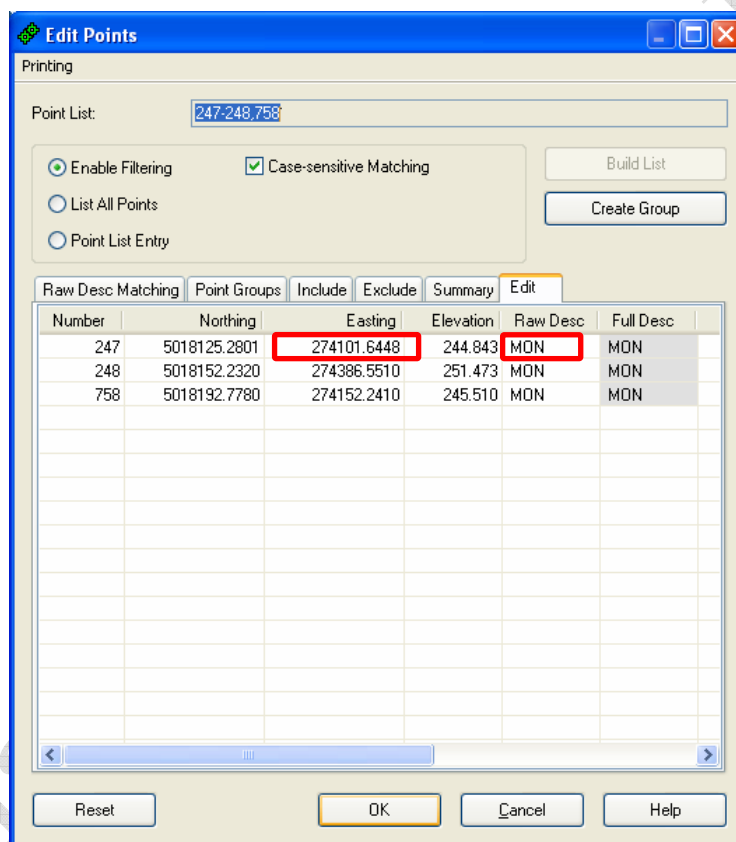 Edit Points
Printing
Point List: 247-248,758
Enable Filtering Case-sensitive Matching Build List
List All Points Create Group
Point List Entry
Raw Desc Matching Point Groups Include Exclude Summary Edit
Number Northing Easting Elevation Raw Desc Full Desc
247 5018125.2801 274101.6448 244.843 MON MON
248 5018152.2320 274386.5510 251.473 MON MON
758 5018192.7780 274152.2410 245.510 MON MON
Reset OK Cancel Help